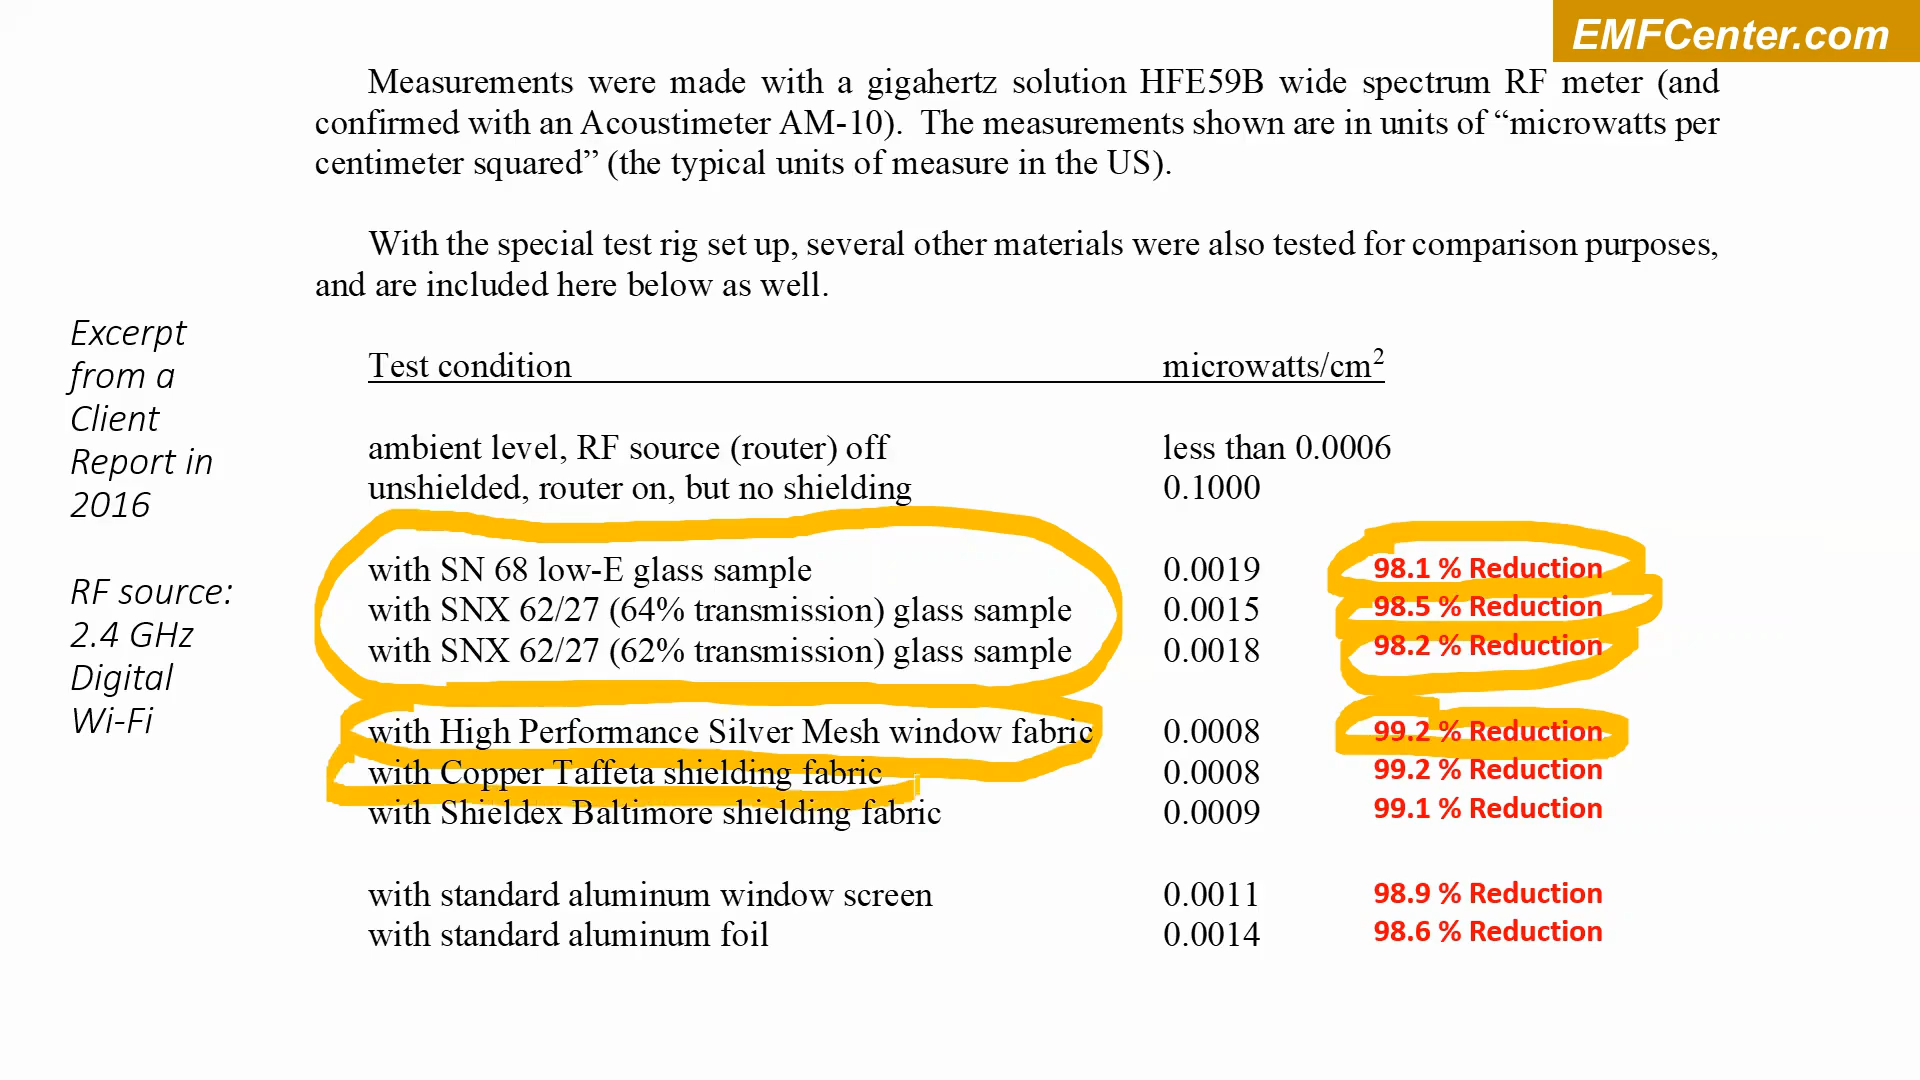 EMFCenter.com
Measurements were made with a gigahertz solution HFE59B wide spectrum RF meter (and
confirmed with an Acoustimeter AM-10).  The measurements shown are in units of “microwatts per
centimeter squared” (the typical units of measure in the US).
With the special test rig set up, several other materials were also tested for comparison purposes,
and are included here below as well.
Excerpt
from a
Client
Report in
2016
RF source:
2.4 GHz
Digital
Wi-Fi
Test condition microwatts/cm²
ambient level, RF source (router) off less than 0.0006
unshielded, router on, but no shielding 0.1000
with SN 68 low-E glass sample 0.0019 98.1 % Reduction
with SNX 62/27 (64% transmission) glass sample 0.0015 98.5 % Reduction
with SNX 62/27 (62% transmission) glass sample 0.0018 98.2 % Reduction
with High Performance Silver Mesh window fabric 0.0008 99.2 % Reduction
with Copper Taffeta shielding fabric 0.0008 99.2 % Reduction
with Shieldex Baltimore shielding fabric 0.0009 99.1 % Reduction
with standard aluminum window screen 0.0011 98.9 % Reduction
with standard aluminum foil 0.0014 98.6 % Reduction